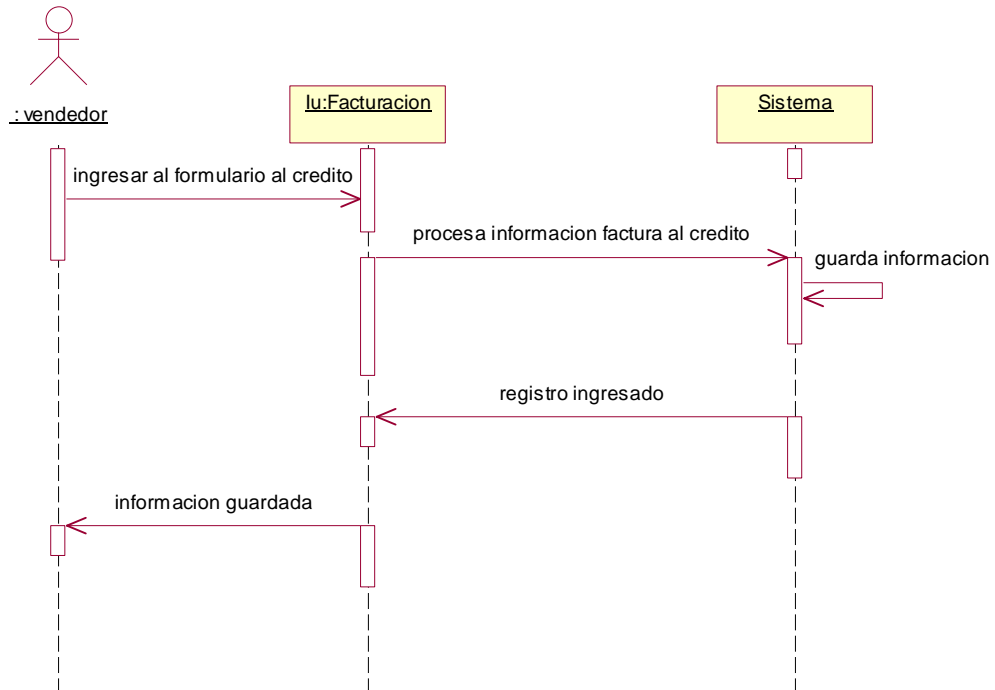 : vendedor
Iu:Facturacion
Sistema
ingresar al formulario al credito
procesa informacion factura al credito
guarda informacion
registro ingresado
informacion guardada